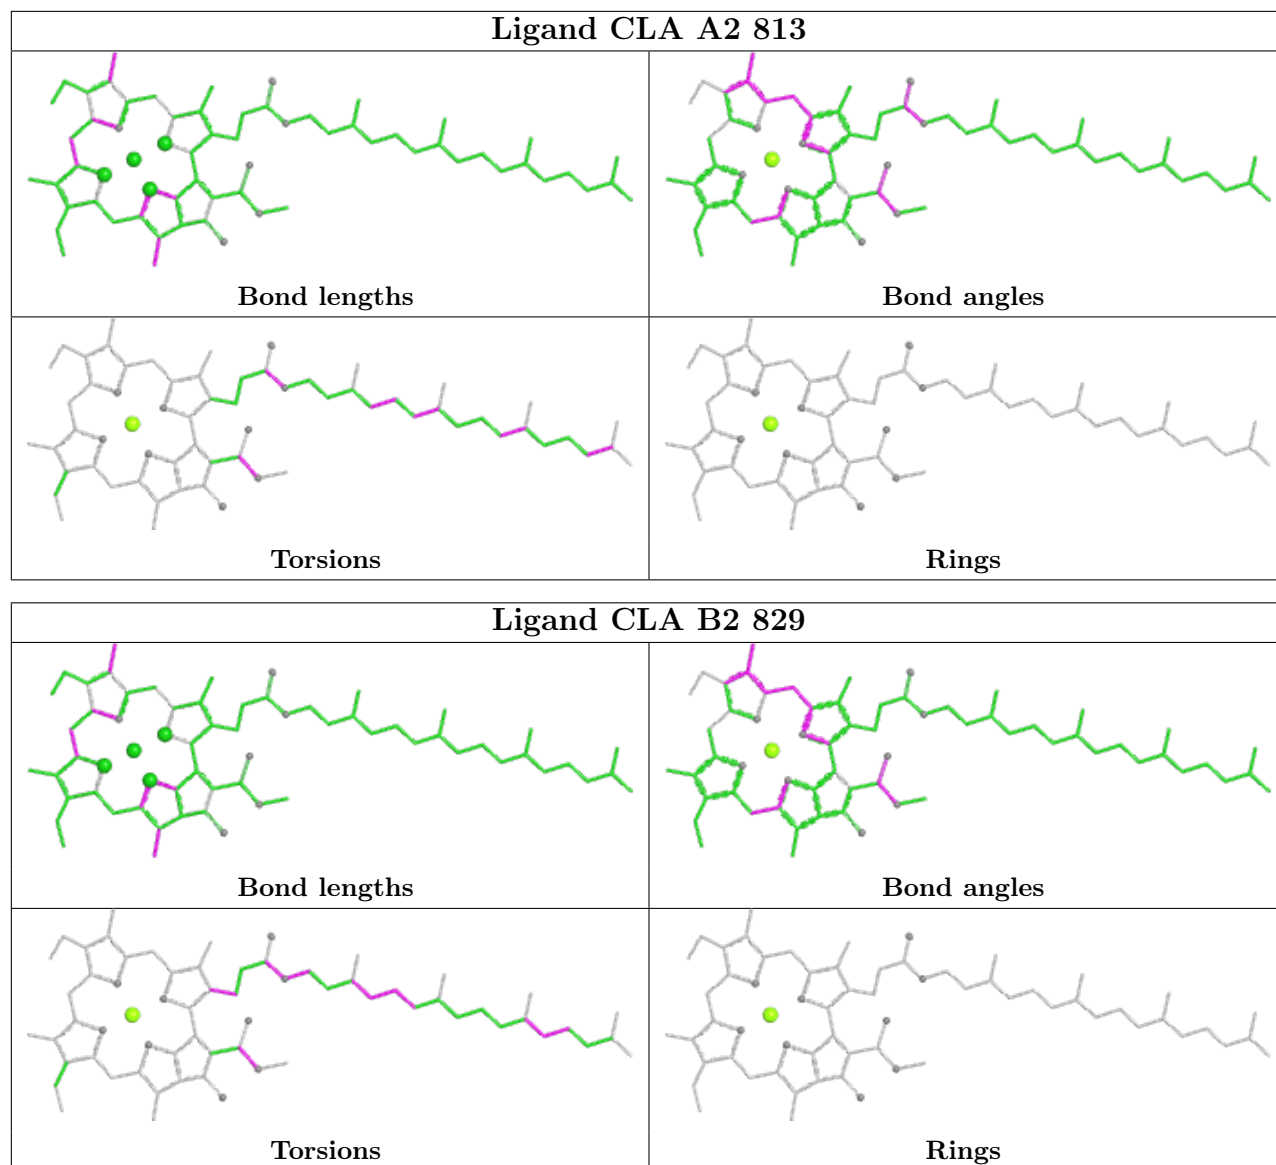 Ligand CLA A2 813
Bond lengths
Bond angles
Torsions
Rings
Ligand CLA B2 829
Bond lengths
Bond angles
Torsions
Rings